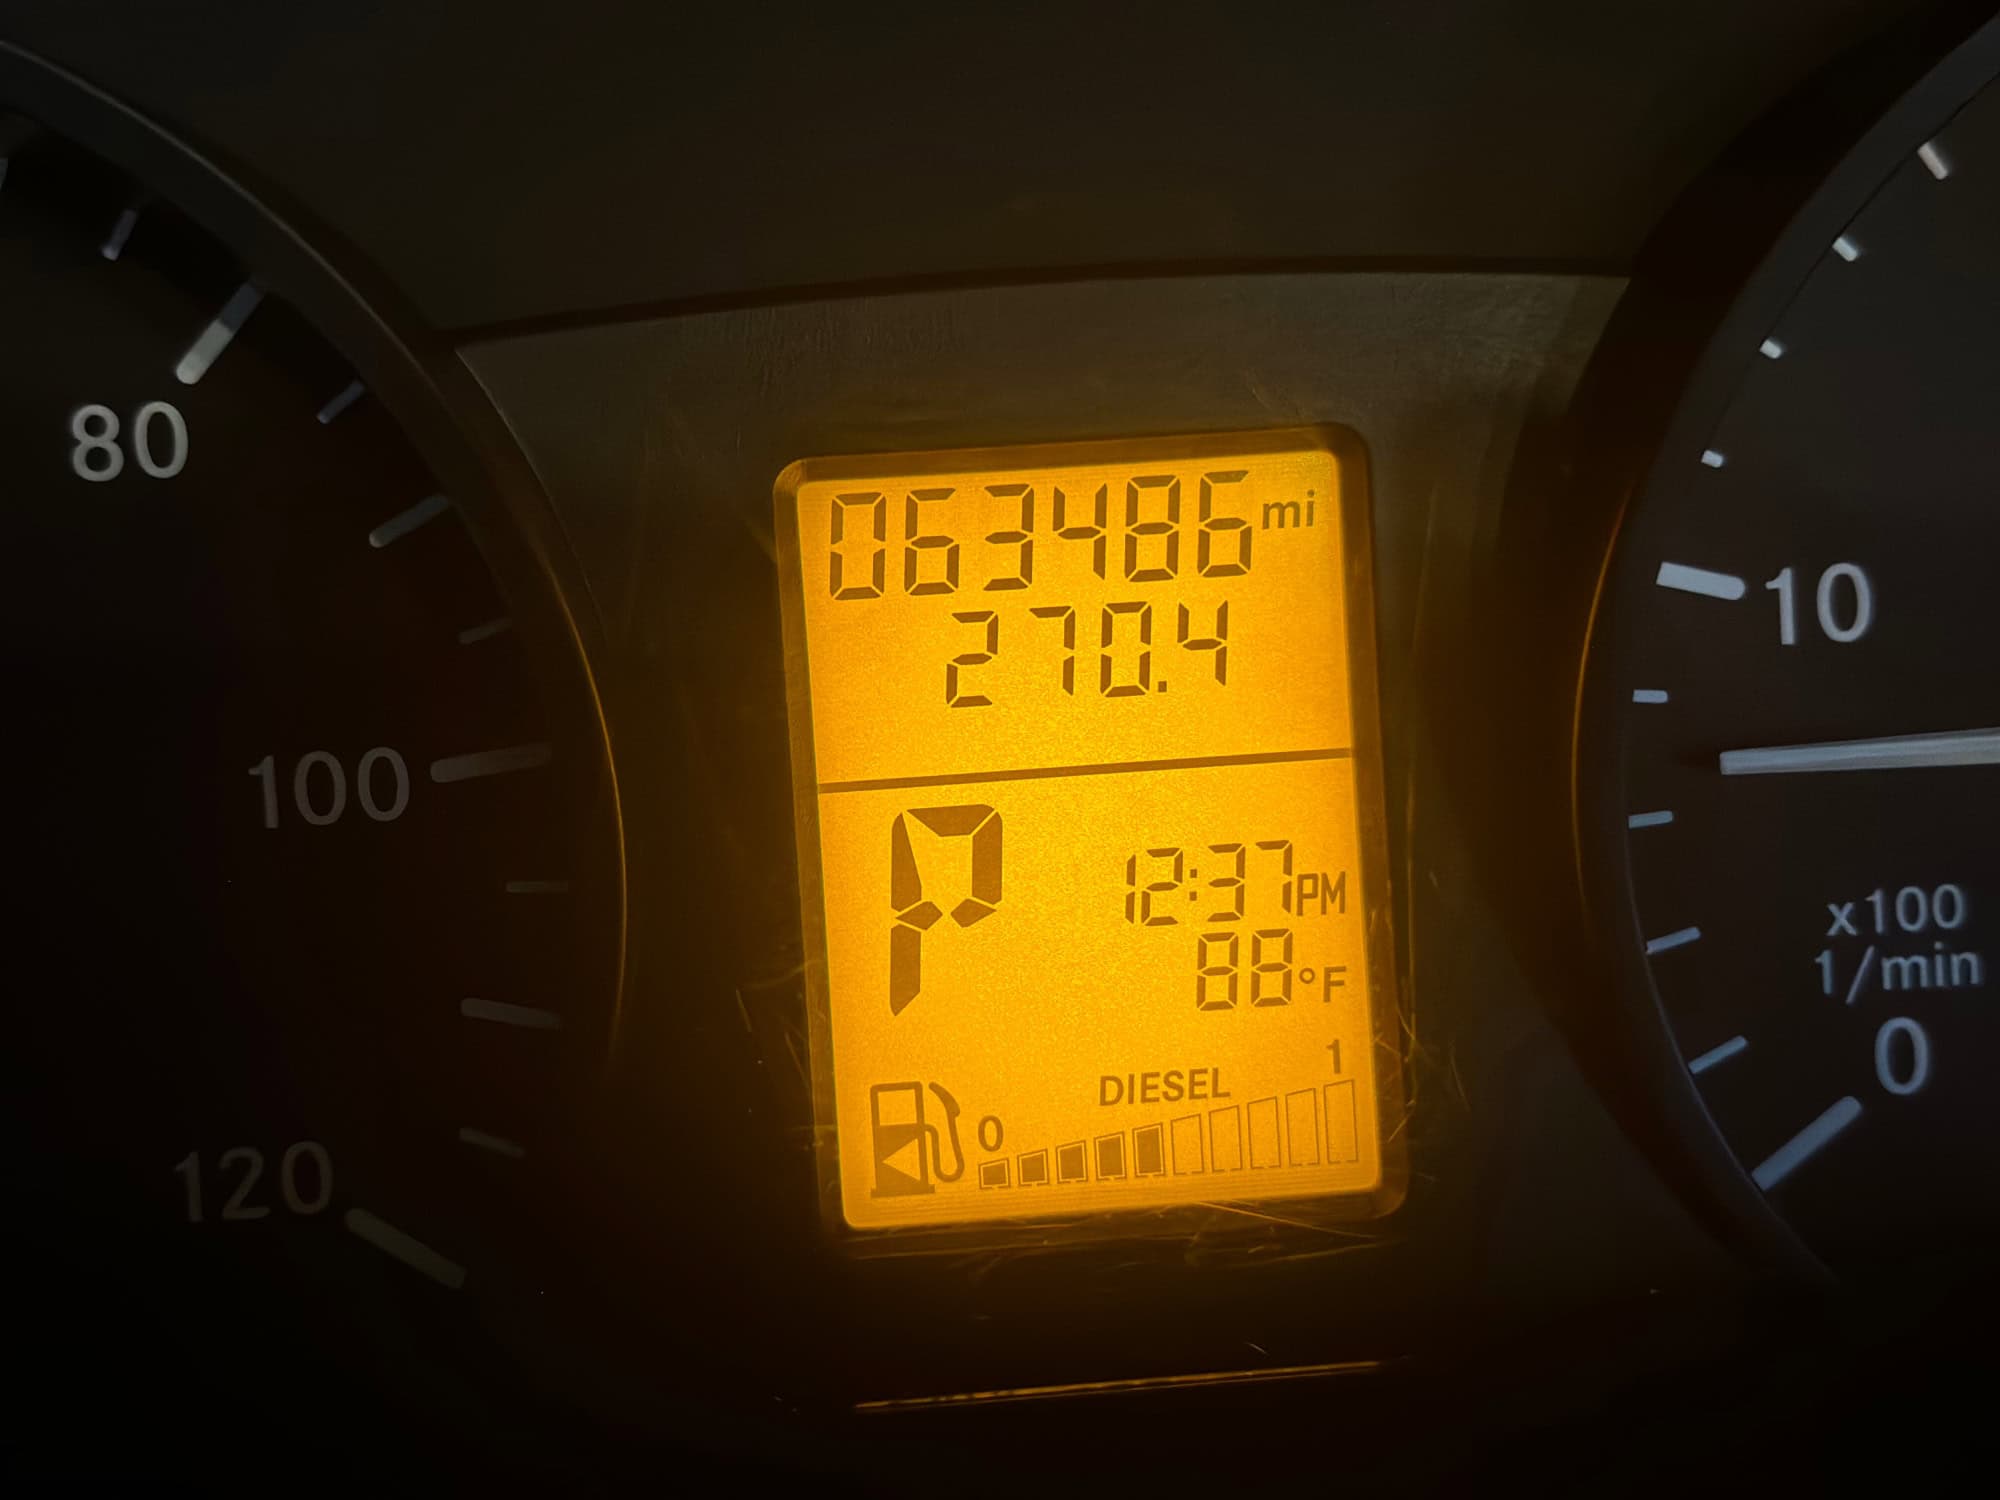 80
100
120
063486 mi
270.4
P
12:37 PM
88 °F
DIESEL
0
1
10
x100
1/min
0